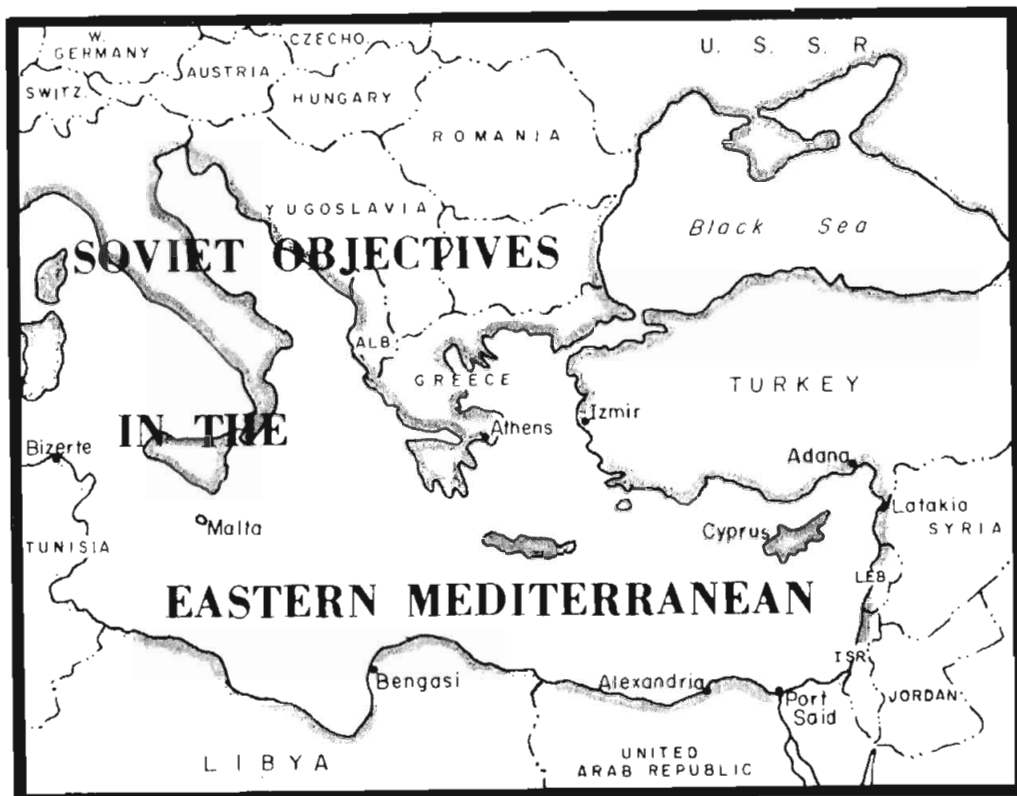 W.
GERMANY
CZECHO.
U. S. S. R.
SWITZ.
AUSTRIA
HUNGARY
ROMANIA
YUGOSLAVIA
Black Sea
SOVIET OBJECTIVES
ALB.
GREECE
TURKEY
IN THE
Izmir
Athens
Bizerte
Adana
Malta
Latakia
SYRIA
Cyprus
TUNISIA
LEB.
EASTERN MEDITERRANEAN
ISR.
Bengasi
Alexandria
Port
Said
JORDAN
LIBYA
UNITED
ARAB REPUBLIC